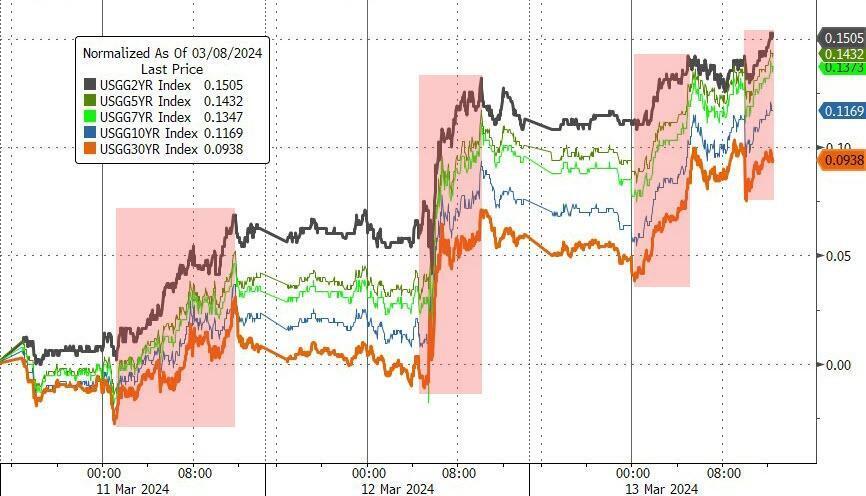 Normalized As Of 03/08/2024
Last Price
USGG2YR Index 0.1505
USGG5YR Index 0.1432
USGG7YR Index 0.1347
USGG10YR Index 0.1169
USGG30YR Index 0.0938
0.1505
0.1432
0.1373
0.1169
0.10
0.0938
0.05
0.00
00:00 08:00 00:00 08:00 00:00 08:00
11 Mar 2024 12 Mar 2024 13 Mar 2024